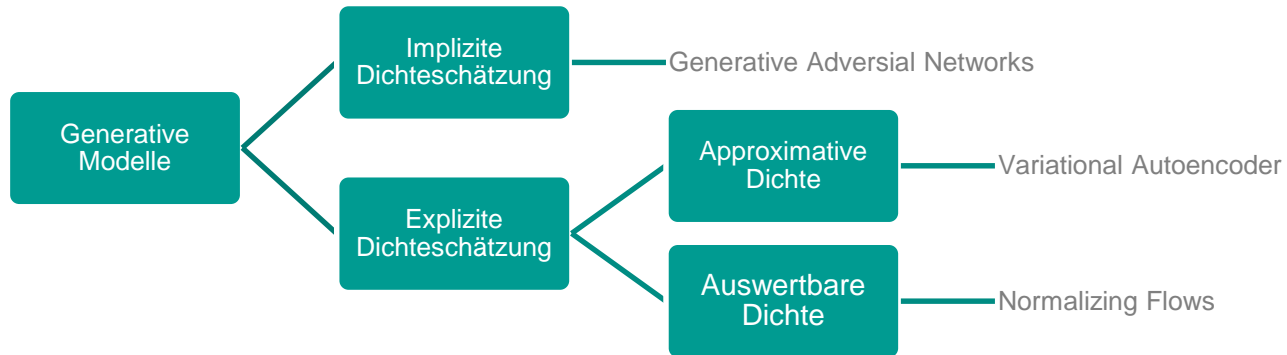 Implizite
Dichteschätzung
Generative Adversial Networks
Generative
Modelle
Approximative
Dichte
Variational Autoencoder
Explizite
Dichteschätzung
Auswertbare
Dichte
Normalizing Flows